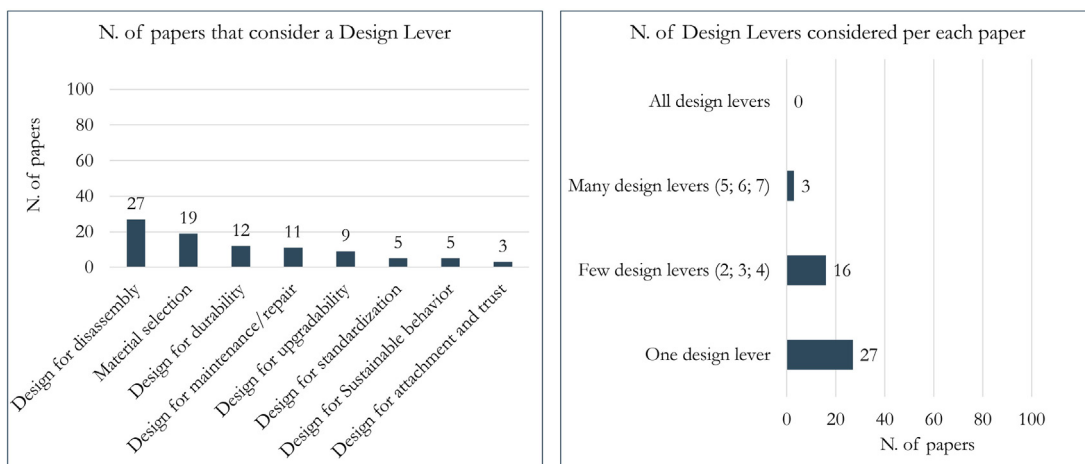 N. of papers that consider a Design Lever
N. of papers
100
80
60
40
20
0
27
19
12
11
9
5
5
3
Design for disassembly
Material selection
Design for durability
Design for maintenance/repair
Design for upgradability
Design for standardization
Design for Sustainable behavior
Design for attachment and trust
N. of Design Levers considered per each paper
All design levers
0
Many design levers (5; 6; 7)
3
Few design levers (2; 3; 4)
16
One design lever
27
0 20 40 60 80 100
N. of papers